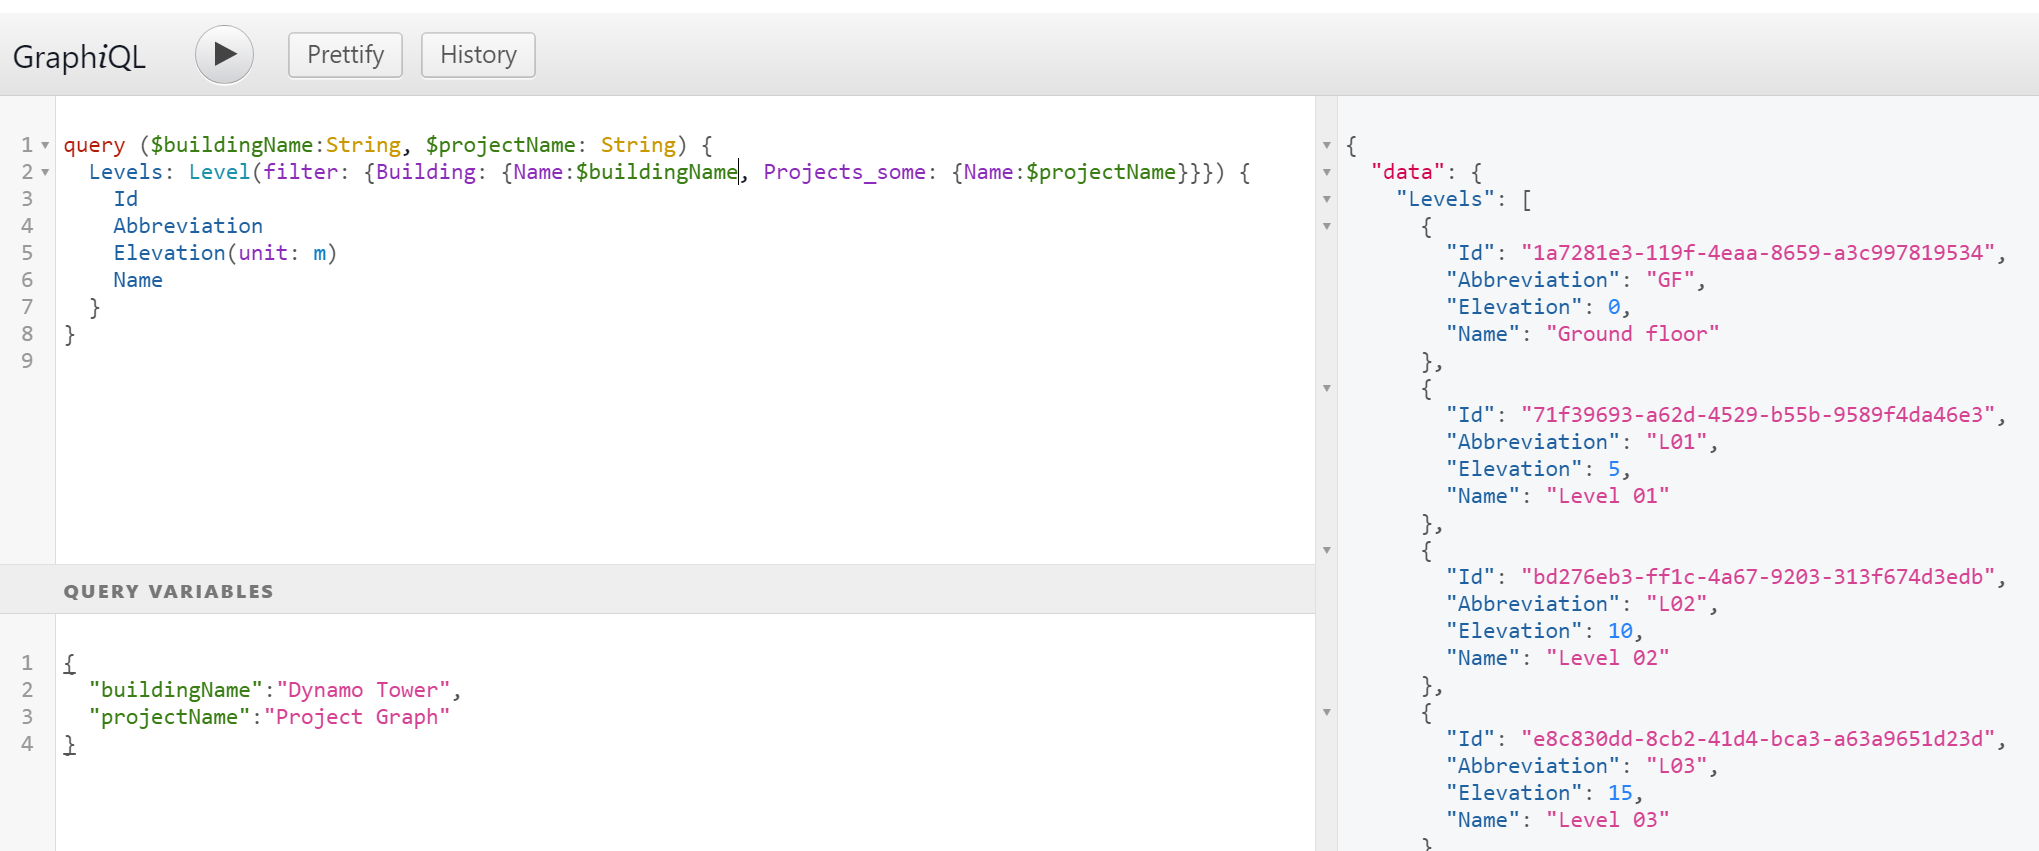 GraphiQL Prettify History
1 query ($buildingName:String, $projectName: String) {
2 Levels: Level(filter: {Building: {Name:$buildingName, Projects_some: {Name:$projectName}}}) {
3 Id
4 Abbreviation
5 Elevation(unit: m)
6 Name
7 }
8 }
9
QUERY VARIABLES
1 {
2 "buildingName":"Dynamo Tower",
3 "projectName":"Project Graph"
4 }
{
"data": {
"Levels": [
{
"Id": "1a7281e3-119f-4eaa-8659-a3c997819534",
"Abbreviation": "GF",
"Elevation": 0,
"Name": "Ground floor"
},
{
"Id": "71f39693-a62d-4529-b55b-9589f4da46e3",
"Abbreviation": "L01",
"Elevation": 5,
"Name": "Level 01"
},
{
"Id": "bd276eb3-ff1c-4a67-9203-313f674d3edb",
"Abbreviation": "L02",
"Elevation": 10,
"Name": "Level 02"
},
{
"Id": "e8c830dd-8cb2-41d4-bca3-a63a9651d23d",
"Abbreviation": "L03",
"Elevation": 15,
"Name": "Level 03"
}